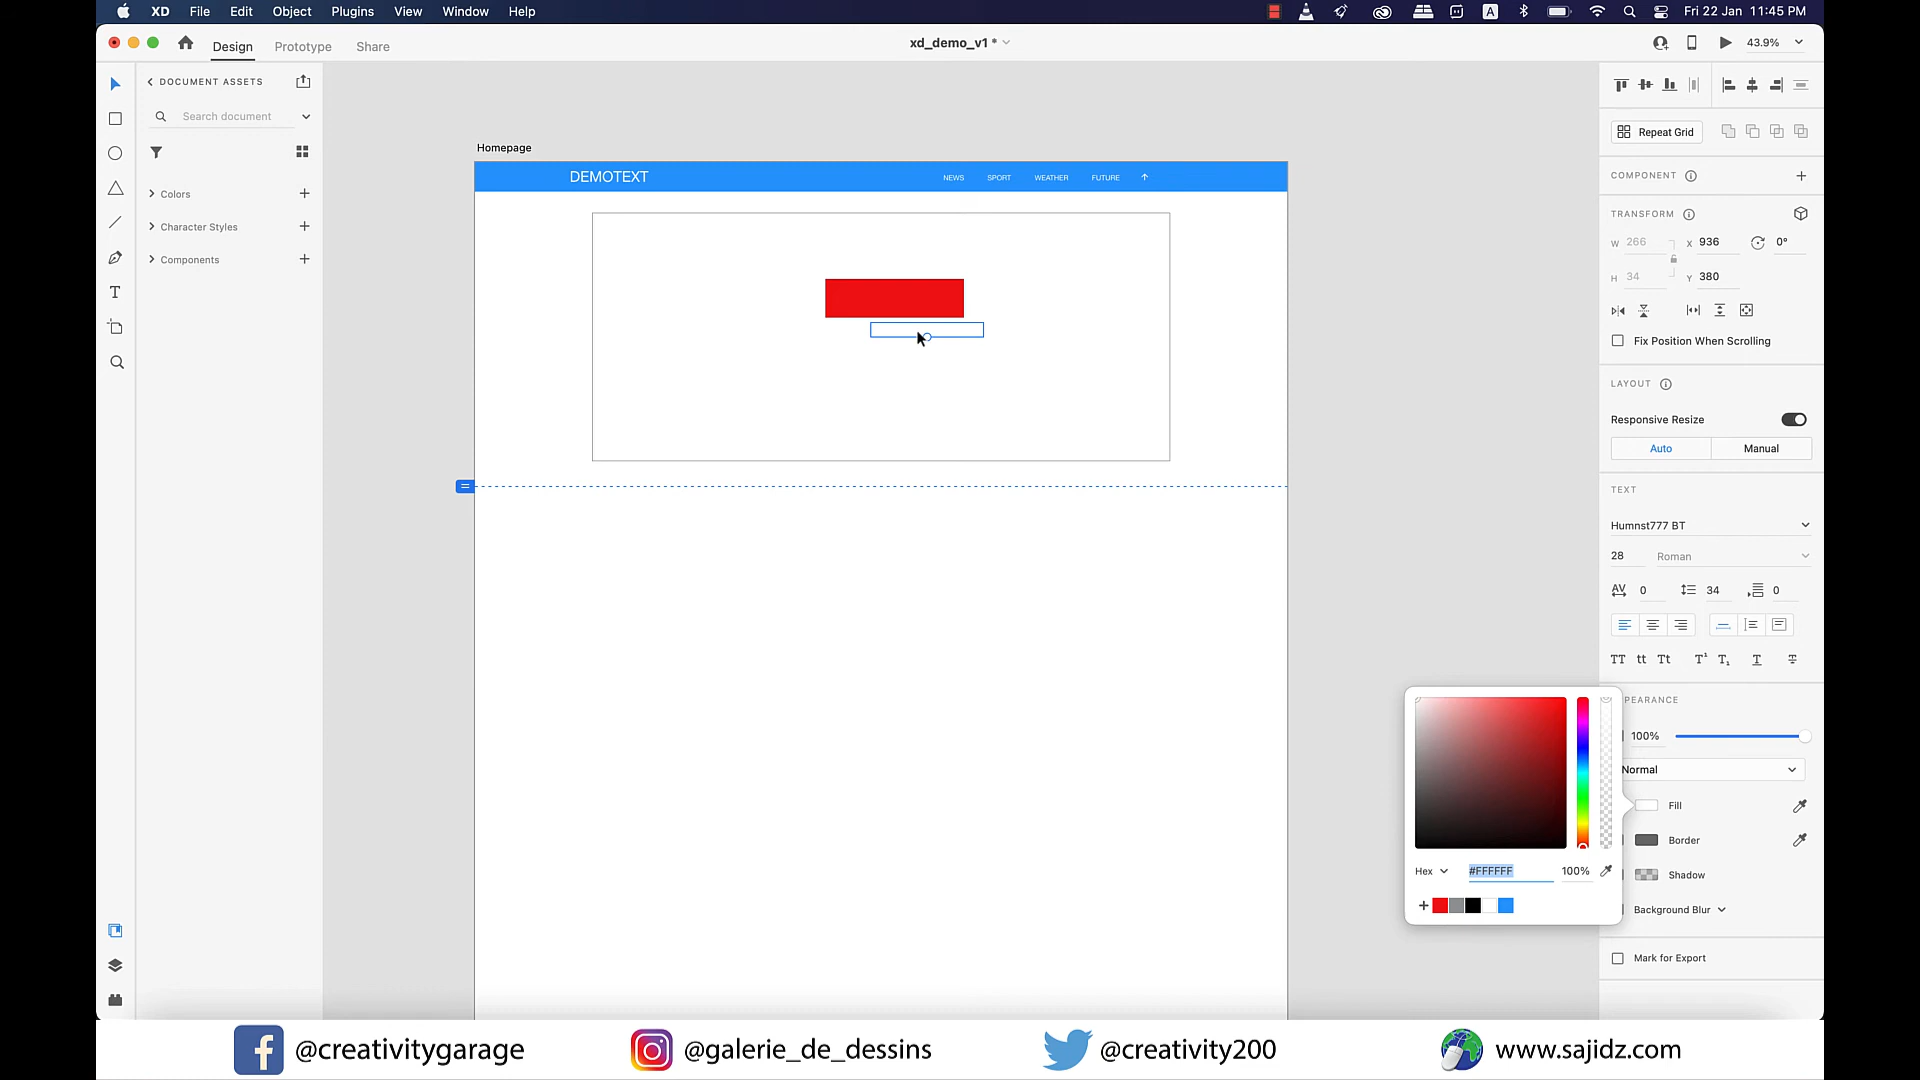 XD File Edit Object Plugins View Window Help
A Fri 22 Jan 11:45 PM
Design Prototype Share
xd_demo_v1 *
43.9%
DOCUMENT ASSETS
Search document
Colors
Character Styles
Components
T
Homepage
DEMOTEXT NEWS SPORT WEATHER FUTURE
Repeat Grid
COMPONENT
TRANSFORM
W 266 X 936 0°
H 34 Y 380
Fix Position When Scrolling
LAYOUT
Responsive Resize
Auto Manual
TEXT
Humnst777 BT
28 Roman
AV 0 34 0
TT tt Tt T¹ T₁ T T
PEARANCE
100%
Normal
Fill
Border
Hex #FFFFFF 100%
Shadow
Background Blur
Mark for Export
@creativitygarage @galerie_de_dessins @creativity200 www.sajidz.com